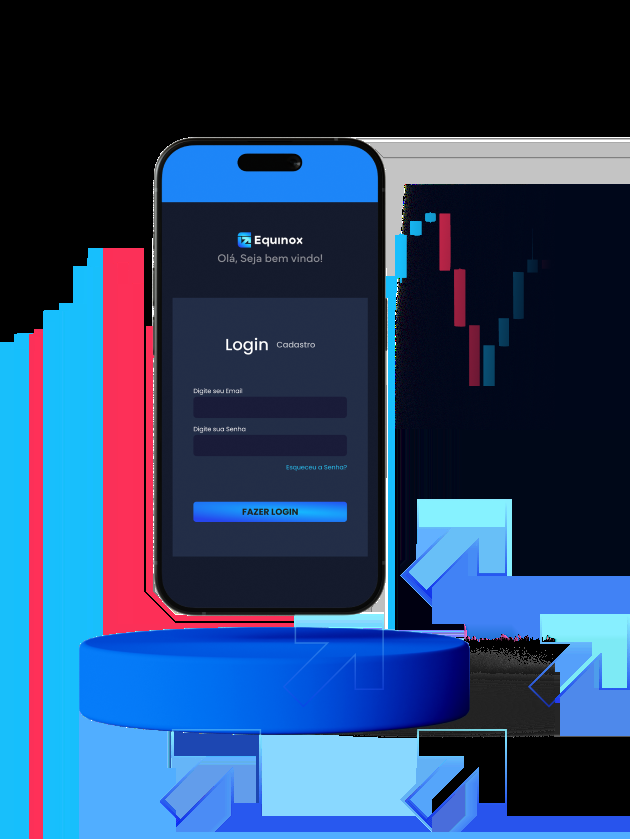 Equinox
Olá, Seja bem vindo!
Login Cadastro
Digite seu Email
Digite sua Senha
Esqueceu a Senha?
FAZER LOGIN